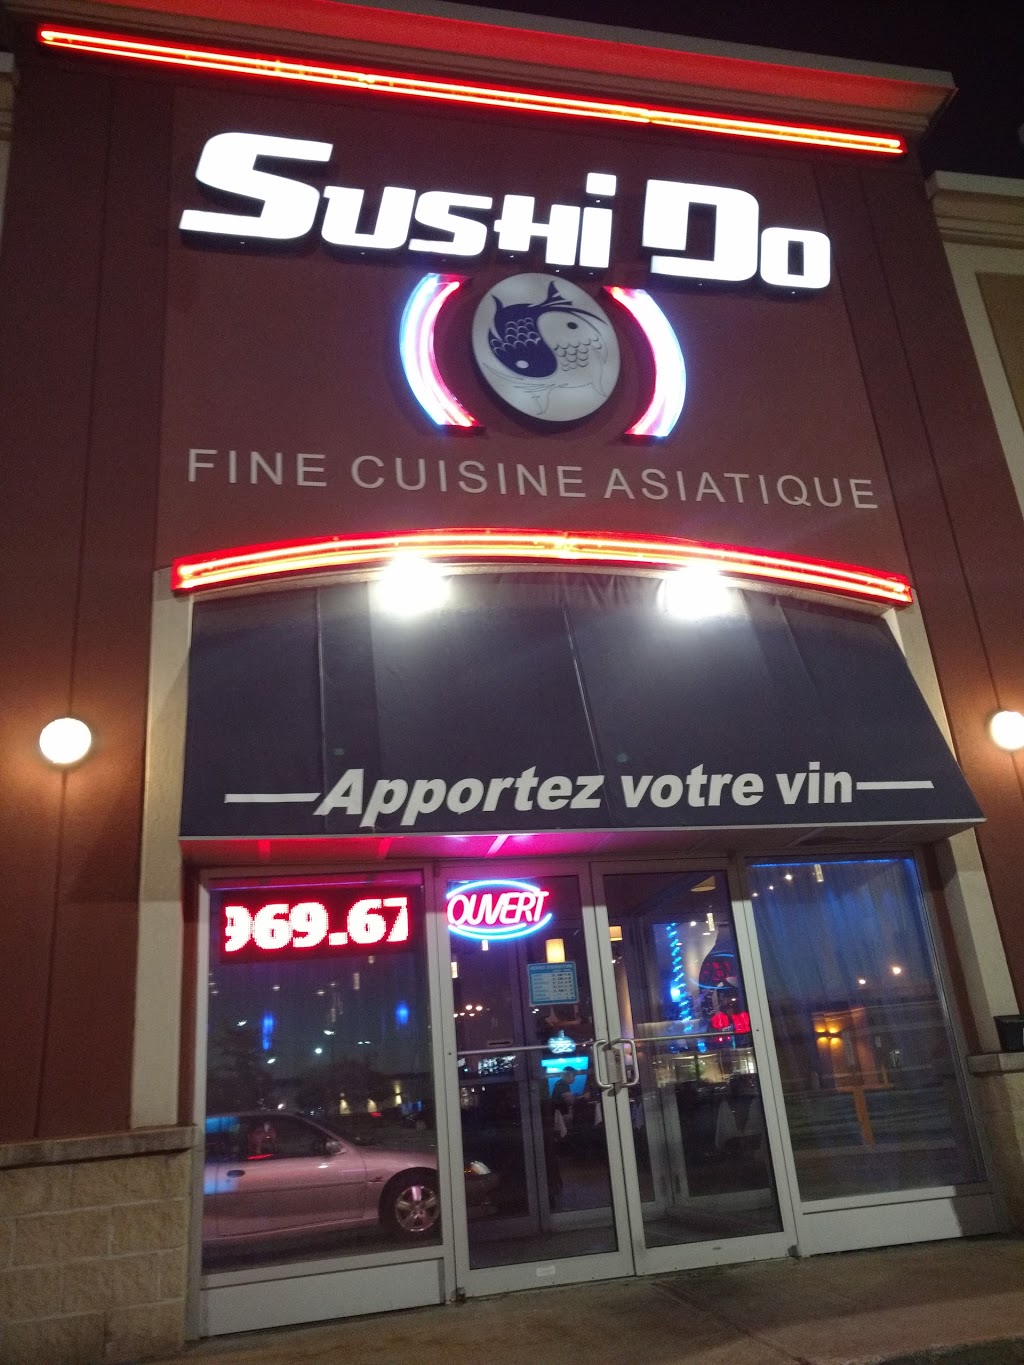 Sushi Do
FINE CUISINE ASIATIQUE
Apportez votre vin
969.67
OUVERT